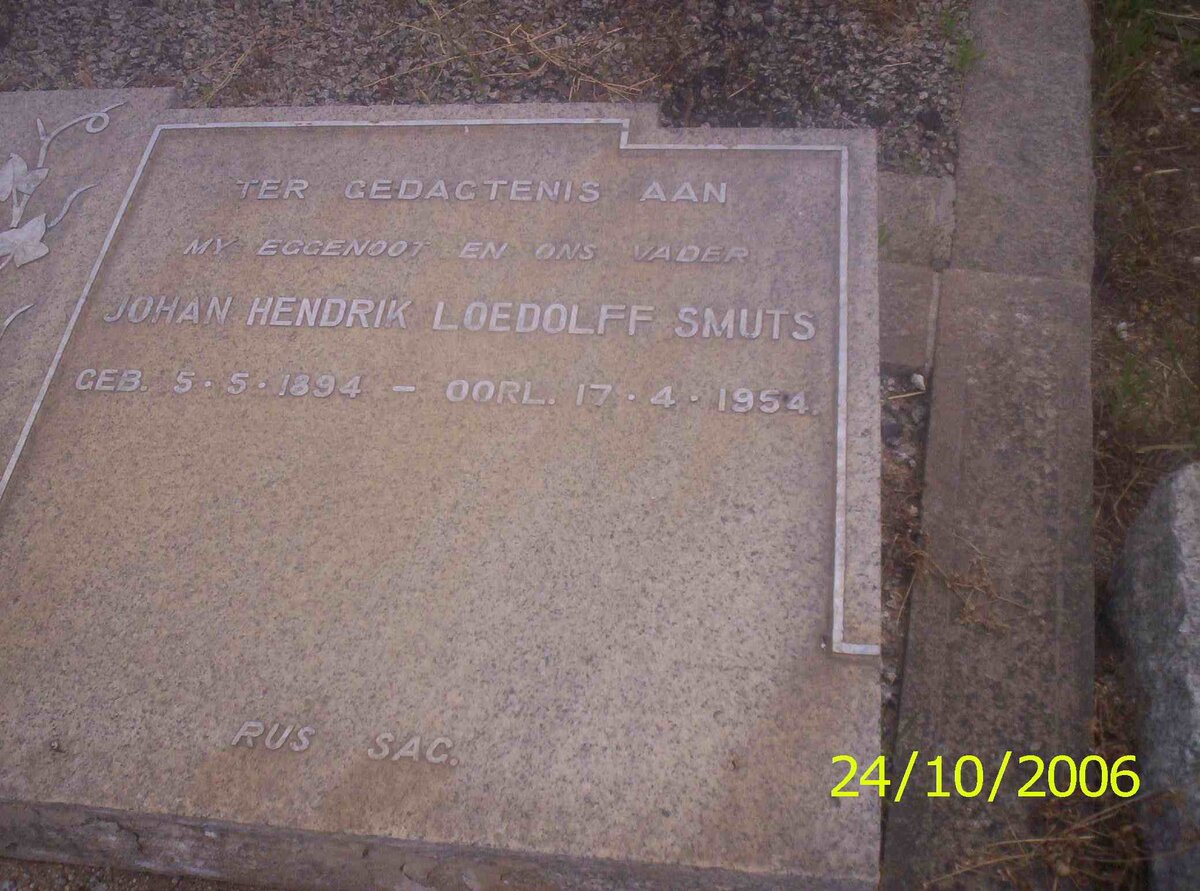 TER GEDAGTENIS AAN
MY EGGENOOT EN ONS VADER
JOHAN HENDRIK LOEDOLFF SMUTS
GEB. 5·5·1894 – OORL. 17·4·1954.
RUS SAG.
24/10/2006